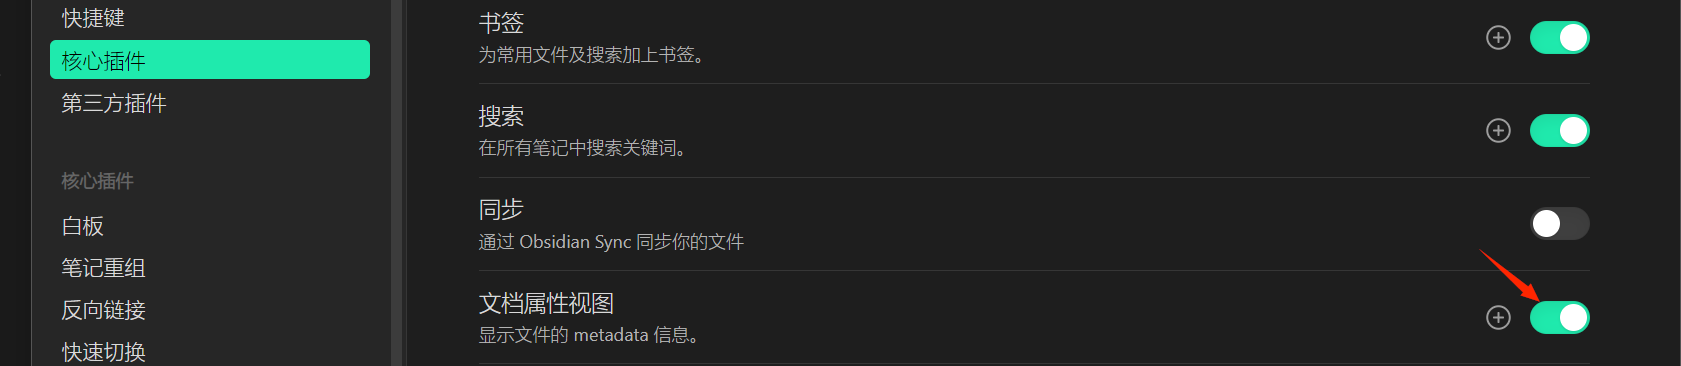 快捷键
核心插件
第三方插件
核心插件
白板
笔记重组
反向链接
快速切换
书签
为常用文件及搜索加上书签。
搜索
在所有笔记中搜索关键词。
同步
通过 Obsidian Sync 同步你的文件
文档属性视图
显示文件的 metadata 信息。